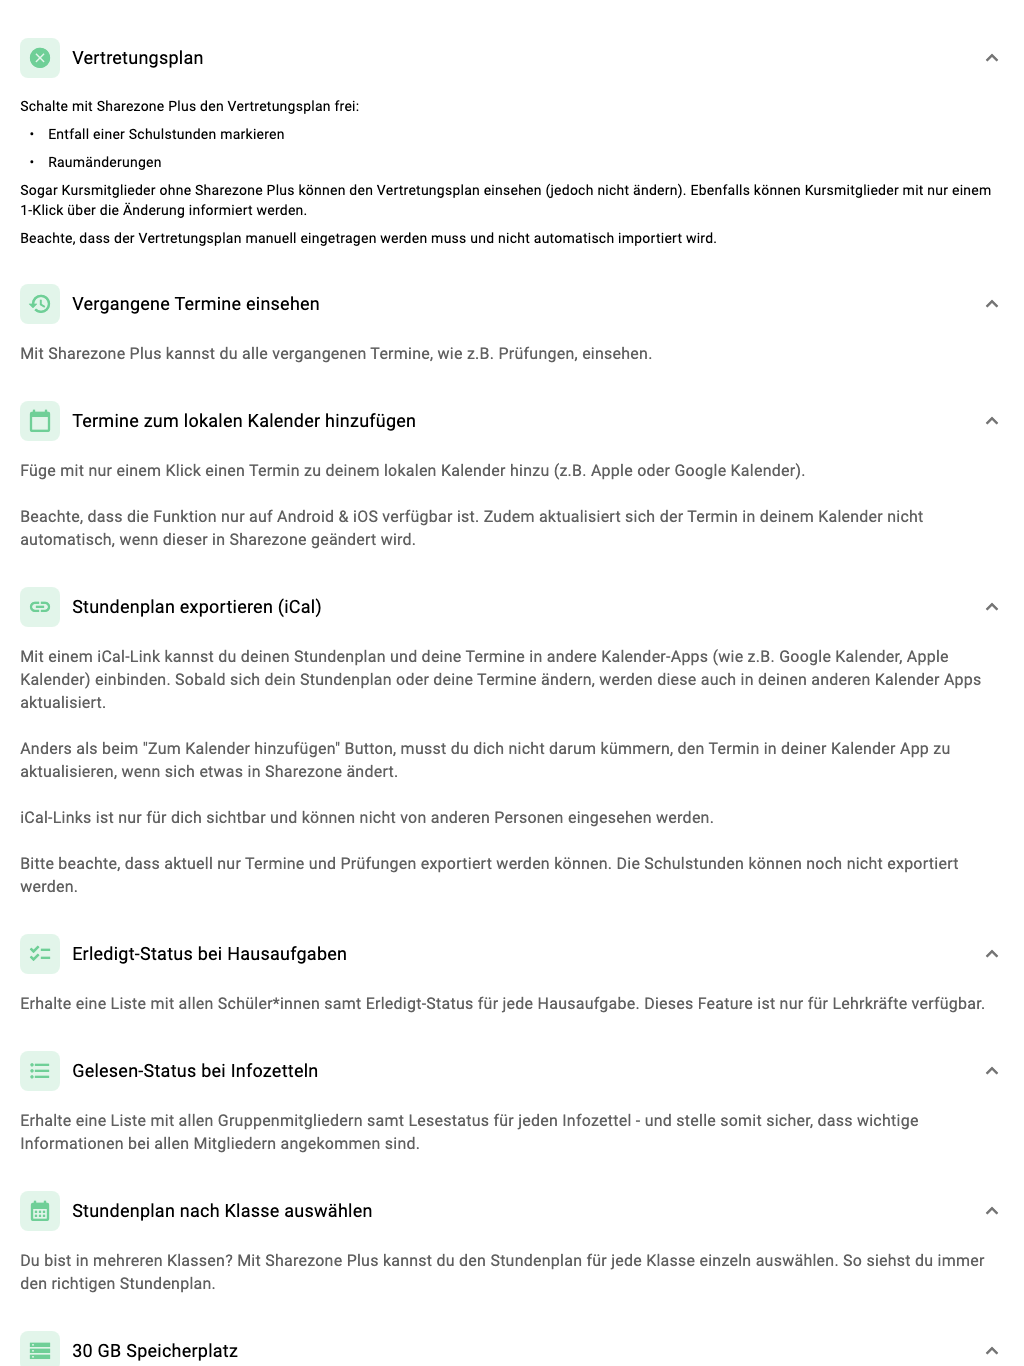 Vertretungsplan
Schalte mit Sharezone Plus den Vertretungsplan frei:
• Entfall einer Schulstunden markieren
• Raumänderungen
Sogar Kursmitglieder ohne Sharezone Plus können den Vertretungsplan einsehen (jedoch nicht ändern). Ebenfalls können Kursmitglieder mit nur einem
1-Klick über die Änderung informiert werden.
Beachte, dass der Vertretungsplan manuell eingetragen werden muss und nicht automatisch importiert wird.
Vergangene Termine einsehen
Mit Sharezone Plus kannst du alle vergangenen Termine, wie z.B. Prüfungen, einsehen.
Termine zum lokalen Kalender hinzufügen
Füge mit nur einem Klick einen Termin zu deinem lokalen Kalender hinzu (z.B. Apple oder Google Kalender).
Beachte, dass die Funktion nur auf Android & iOS verfügbar ist. Zudem aktualisiert sich der Termin in deinem Kalender nicht
automatisch, wenn dieser in Sharezone geändert wird.
Stundenplan exportieren (iCal)
Mit einem iCal-Link kannst du deinen Stundenplan und deine Termine in andere Kalender-Apps (wie z.B. Google Kalender, Apple
Kalender) einbinden. Sobald sich dein Stundenplan oder deine Termine ändern, werden diese auch in deinen anderen Kalender Apps
aktualisiert.
Anders als beim "Zum Kalender hinzufügen" Button, musst du dich nicht darum kümmern, den Termin in deiner Kalender App zu
aktualisieren, wenn sich etwas in Sharezone ändert.
iCal-Links ist nur für dich sichtbar und können nicht von anderen Personen eingesehen werden.
Bitte beachte, dass aktuell nur Termine und Prüfungen exportiert werden können. Die Schulstunden können noch nicht exportiert
werden.
Erledigt-Status bei Hausaufgaben
Erhalte eine Liste mit allen Schüler*innen samt Erledigt-Status für jede Hausaufgabe. Dieses Feature ist nur für Lehrkräfte verfügbar.
Gelesen-Status bei Infozetteln
Erhalte eine Liste mit allen Gruppenmitgliedern samt Lesestatus für jeden Infozettel - und stelle somit sicher, dass wichtige
Informationen bei allen Mitgliedern angekommen sind.
Stundenplan nach Klasse auswählen
Du bist in mehreren Klassen? Mit Sharezone Plus kannst du den Stundenplan für jede Klasse einzeln auswählen. So siehst du immer
den richtigen Stundenplan.
30 GB Speicherplatz